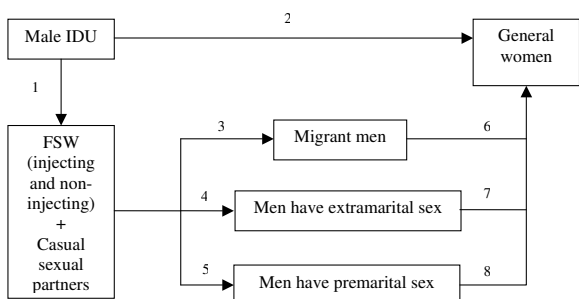 Male IDU
2
General
women
1
FSW
(injecting
and non-
injecting)
+
Casual
sexual
partners
3
Migrant men
6
4
Men have extramarital sex
7
5
Men have premarital sex
8